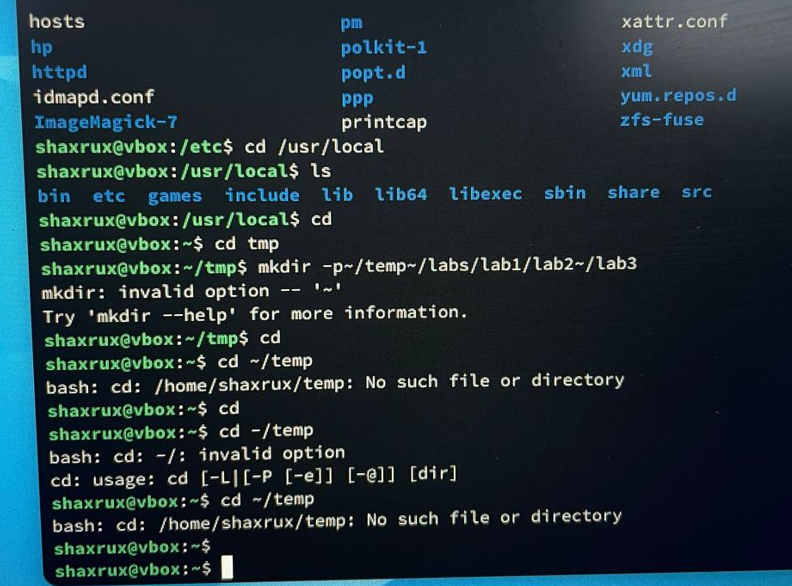 hosts pm xattr.conf
hp polkit-1 xdg
httpd popt.d xml
idmapd.conf ppp yum.repos.d
ImageMagick-7 printcap zfs-fuse
shaxrux@vbox:/etc$ cd /usr/local
shaxrux@vbox:/usr/local$ ls
bin etc games include lib lib64 libexec sbin share src
shaxrux@vbox:/usr/local$ cd
shaxrux@vbox:~$ cd tmp
shaxrux@vbox:~/tmp$ mkdir -p~/temp~/labs/lab1/lab2~/lab3
mkdir: invalid option -- '~'
Try 'mkdir --help' for more information.
shaxrux@vbox:~/tmp$ cd
shaxrux@vbox:~$ cd ~/temp
bash: cd: /home/shaxrux/temp: No such file or directory
shaxrux@vbox:~$ cd
shaxrux@vbox:~$ cd -/temp
bash: cd: -/: invalid option
cd: usage: cd [-L|[-P [-e]] [-@]] [dir]
shaxrux@vbox:~$ cd ~/temp
bash: cd: /home/shaxrux/temp: No such file or directory
shaxrux@vbox:~$
shaxrux@vbox:~$